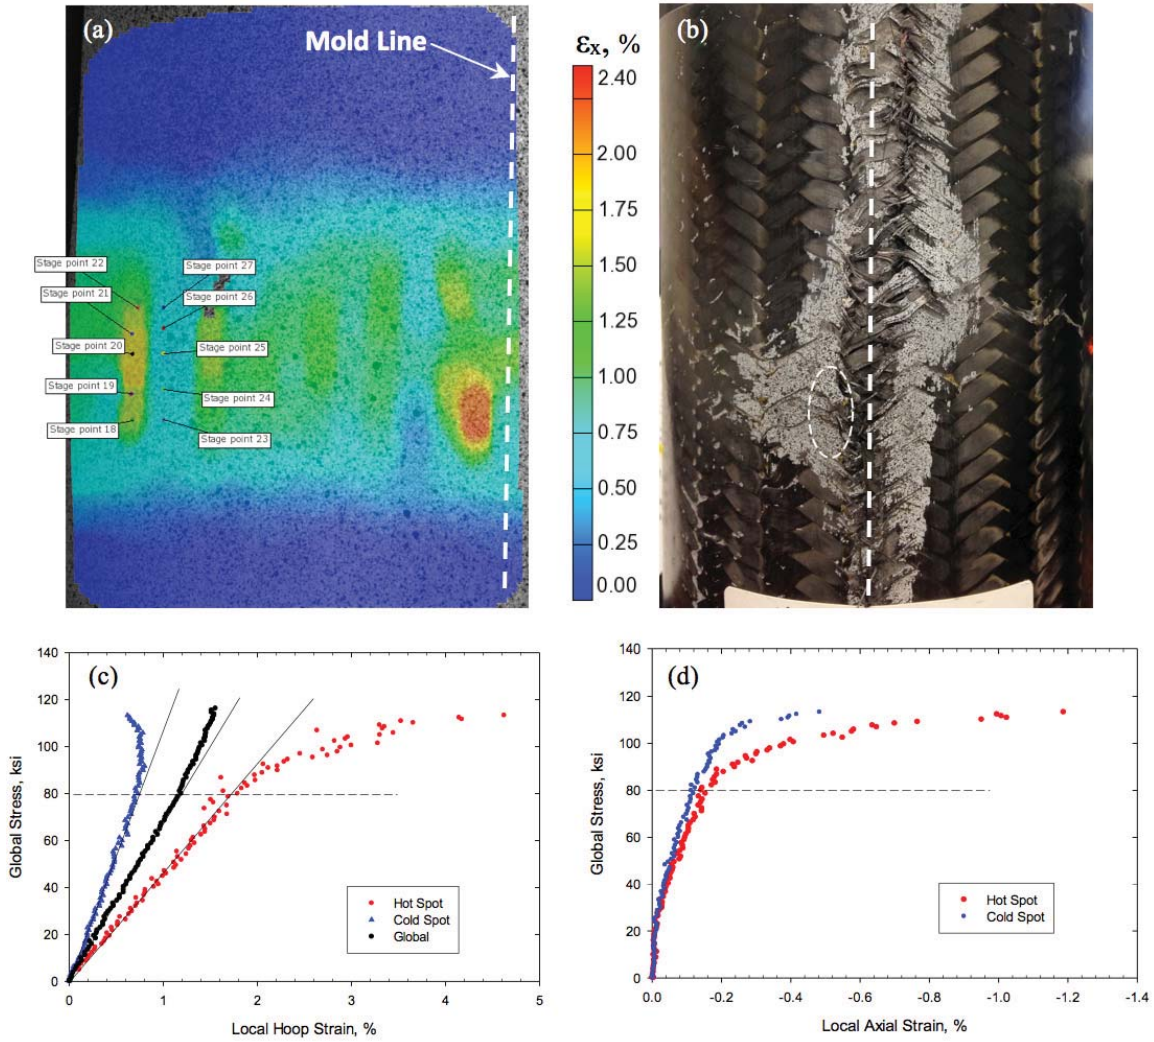 (a)
Mold Line
Stage point 22
Stage point 27
Stage point 21
Stage point 26
Stage point 20
Stage point 25
Stage point 19
Stage point 24
Stage point 18
Stage point 23
εx, %
2.40
2.00
1.75
1.50
1.25
1.00
0.75
0.50
0.25
0.00
(b)
(c)
140
120
100
80
60
40
20
0
Global Stress, ksi
Hot Spot
Cold Spot
Global
0 1 2 3 4 5
Local Hoop Strain, %
(d)
140
120
100
80
60
40
20
0
Global Stress, ksi
Hot Spot
Cold Spot
0.0 -0.2 -0.4 -0.6 -0.8 -1.0 -1.2 -1.4
Local Axial Strain, %